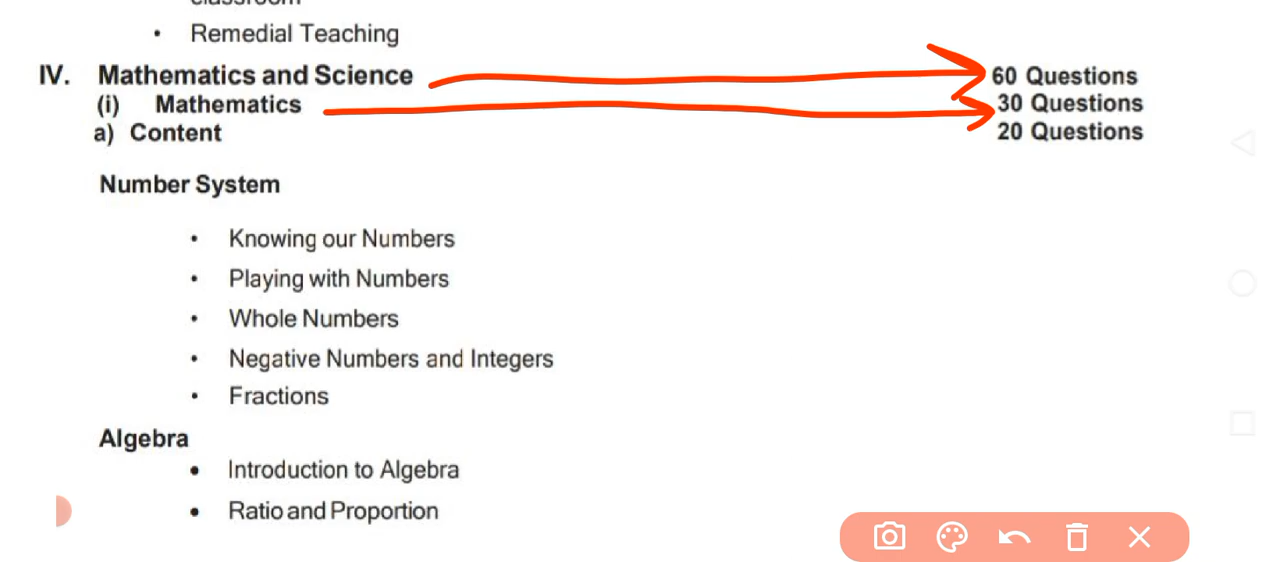 • Remedial Teaching
IV. Mathematics and Science 60 Questions
(i) Mathematics 30 Questions
a) Content 20 Questions
Number System
• Knowing our Numbers
• Playing with Numbers
• Whole Numbers
• Negative Numbers and Integers
• Fractions
Algebra
• Introduction to Algebra
• Ratio and Proportion